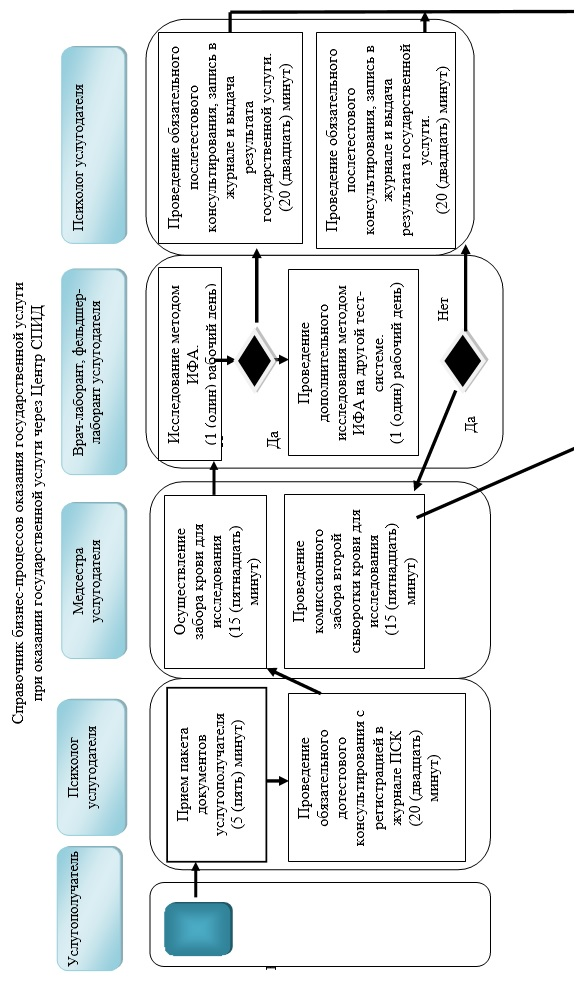 Справочник бизнес-процессов оказания государственной услуги
при оказании государственной услуги через Центр СПИД
Услугополучатель
Психолог
услугодателя
Медсестра
услугодателя
Врач-лаборант, фельдшер-
лаборант услугодателя
Психолог услугодателя
Прием пакета
документов
услугополучателя
(5 (пять) минут)
Проведение
обязательного
дотестового
консультирования с
регистрацией в
журнале ПСК
(20 (двадцать)
минут)
Осуществление
забора крови для
исследования
(15 (пятнадцать)
минут)
Проведение
комиссионного
забора второй
сыворотки крови для
исследования
(15 (пятнадцать)
минут)
Исследование методом
ИФА.
(1 (один) рабочий день)
Да
Проведение
дополнительного
исследования методом
ИФА на другой тест-
системе.
(1 (один) рабочий день)
Нет
Да
Проведение обязательного
послетестового
консультирования, запись в
журнале и выдача
результата
государственной услуги.
(20 (двадцать) минут)
Проведение обязательного
послетестового
консультирования, запись в
журнале и выдача
результата государственной
услуги.
(20 (двадцать) минут)